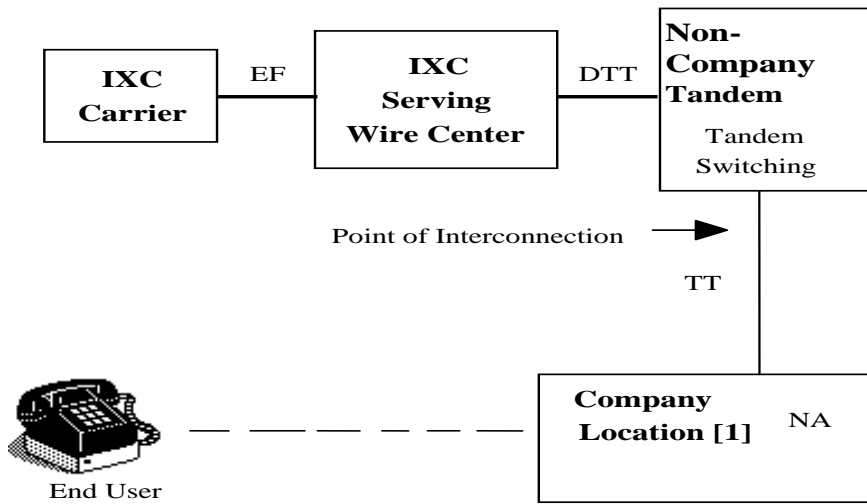 IXC
Carrier
EF
IXC
Serving
Wire Center
DTT
Non-
Company
Tandem
Tandem
Switching
Point of Interconnection
TT
Company
Location [1]
NA
End User